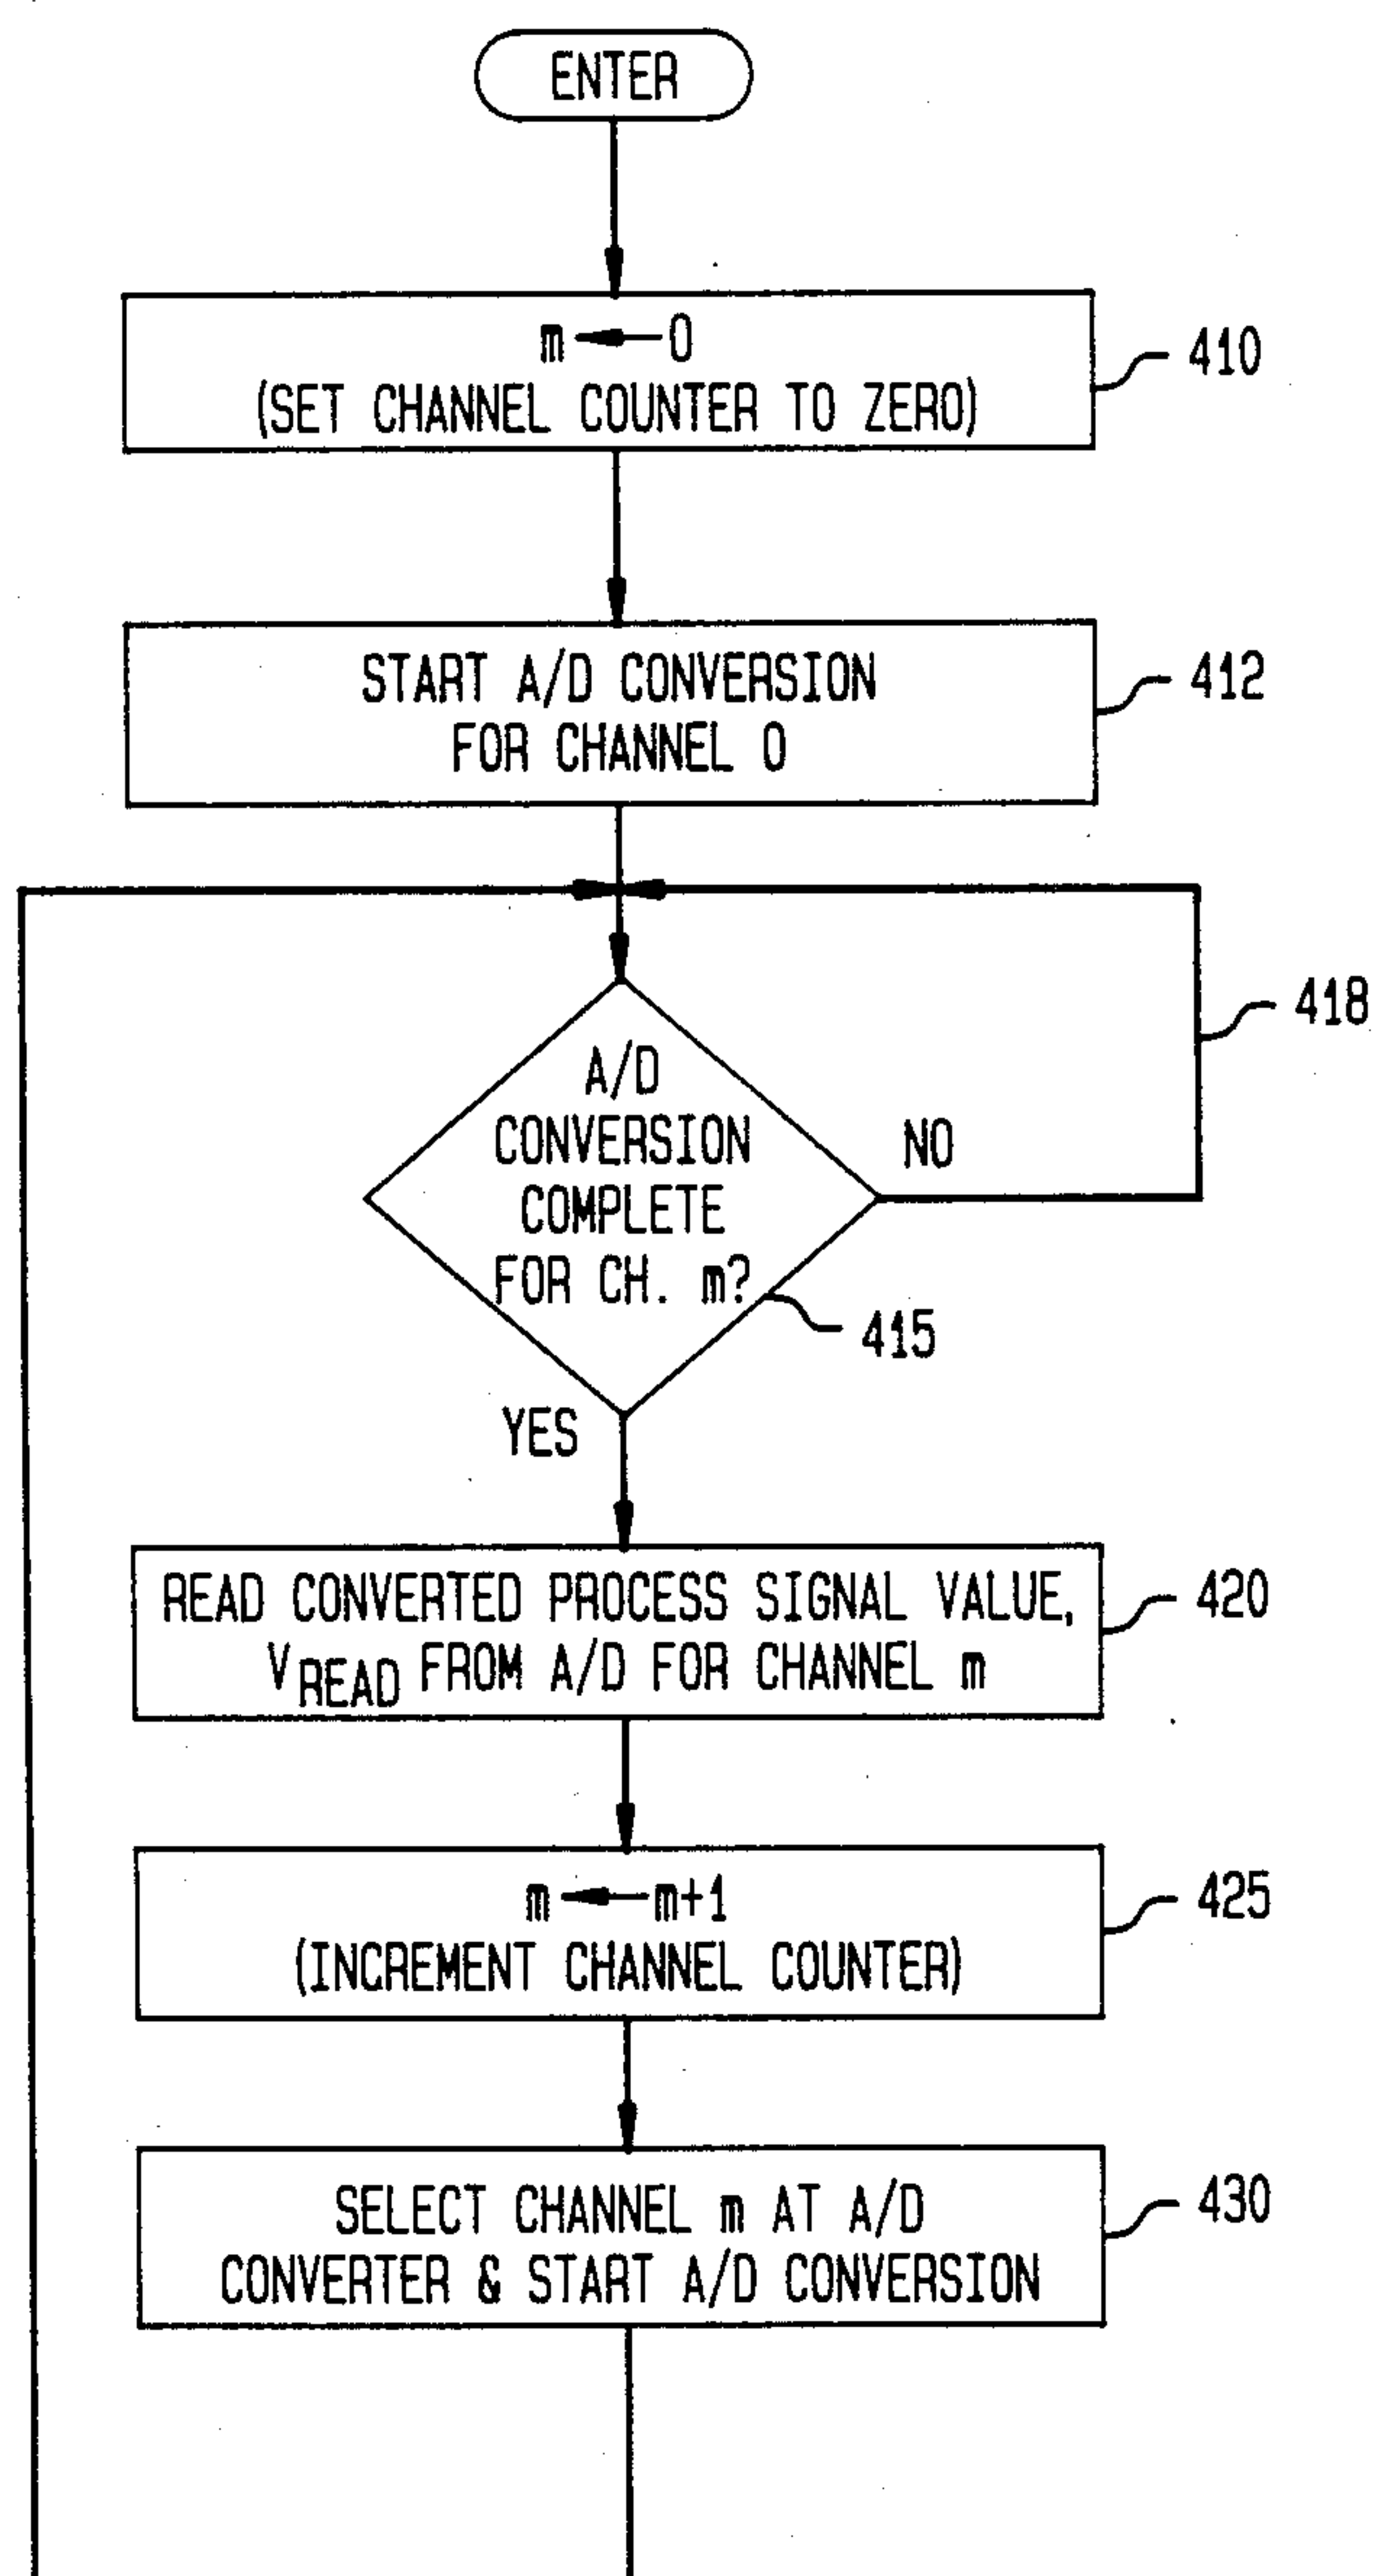 ENTER
m ← 0
(SET CHANNEL COUNTER TO ZERO)
410
START A/D CONVERSION
FOR CHANNEL 0
412
418
A/D
CONVERSION
COMPLETE
FOR CH. m?
NO
415
YES
READ CONVERTED PROCESS SIGNAL VALUE,
VREAD FROM A/D FOR CHANNEL m
420
m ← m+1
(INCREMENT CHANNEL COUNTER)
425
SELECT CHANNEL m AT A/D
CONVERTER & START A/D CONVERSION
430